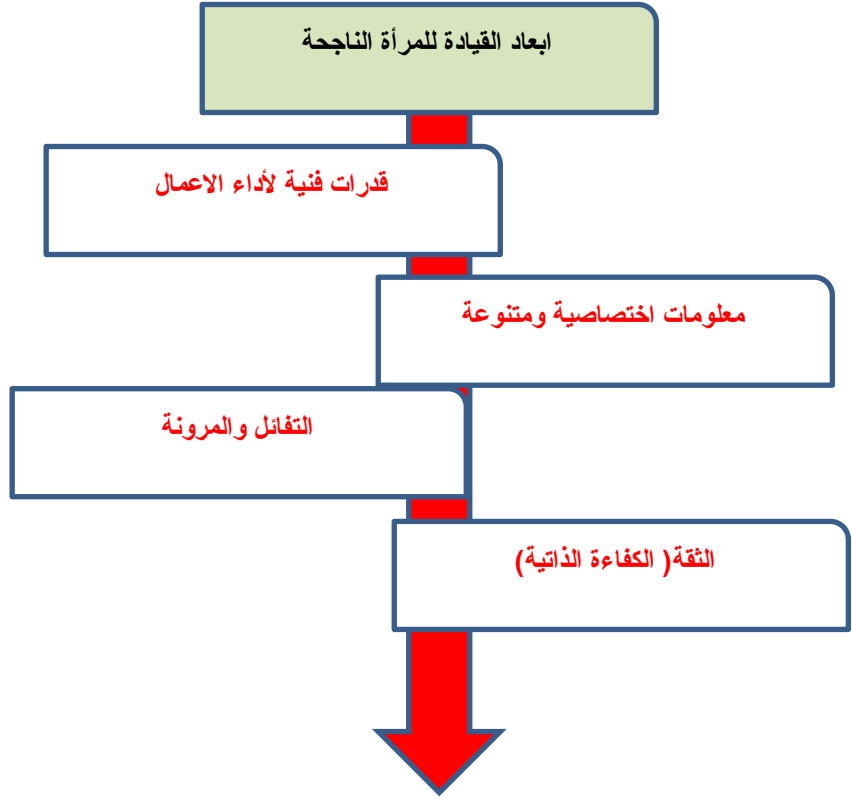 ابعاد القيادة للمرأة الناجحة
قدرات فنية لأداء الاعمال
معلومات اختصاصية ومتنوعة
التفائل والمرونة
الثقة( الكفاءة الذاتية)